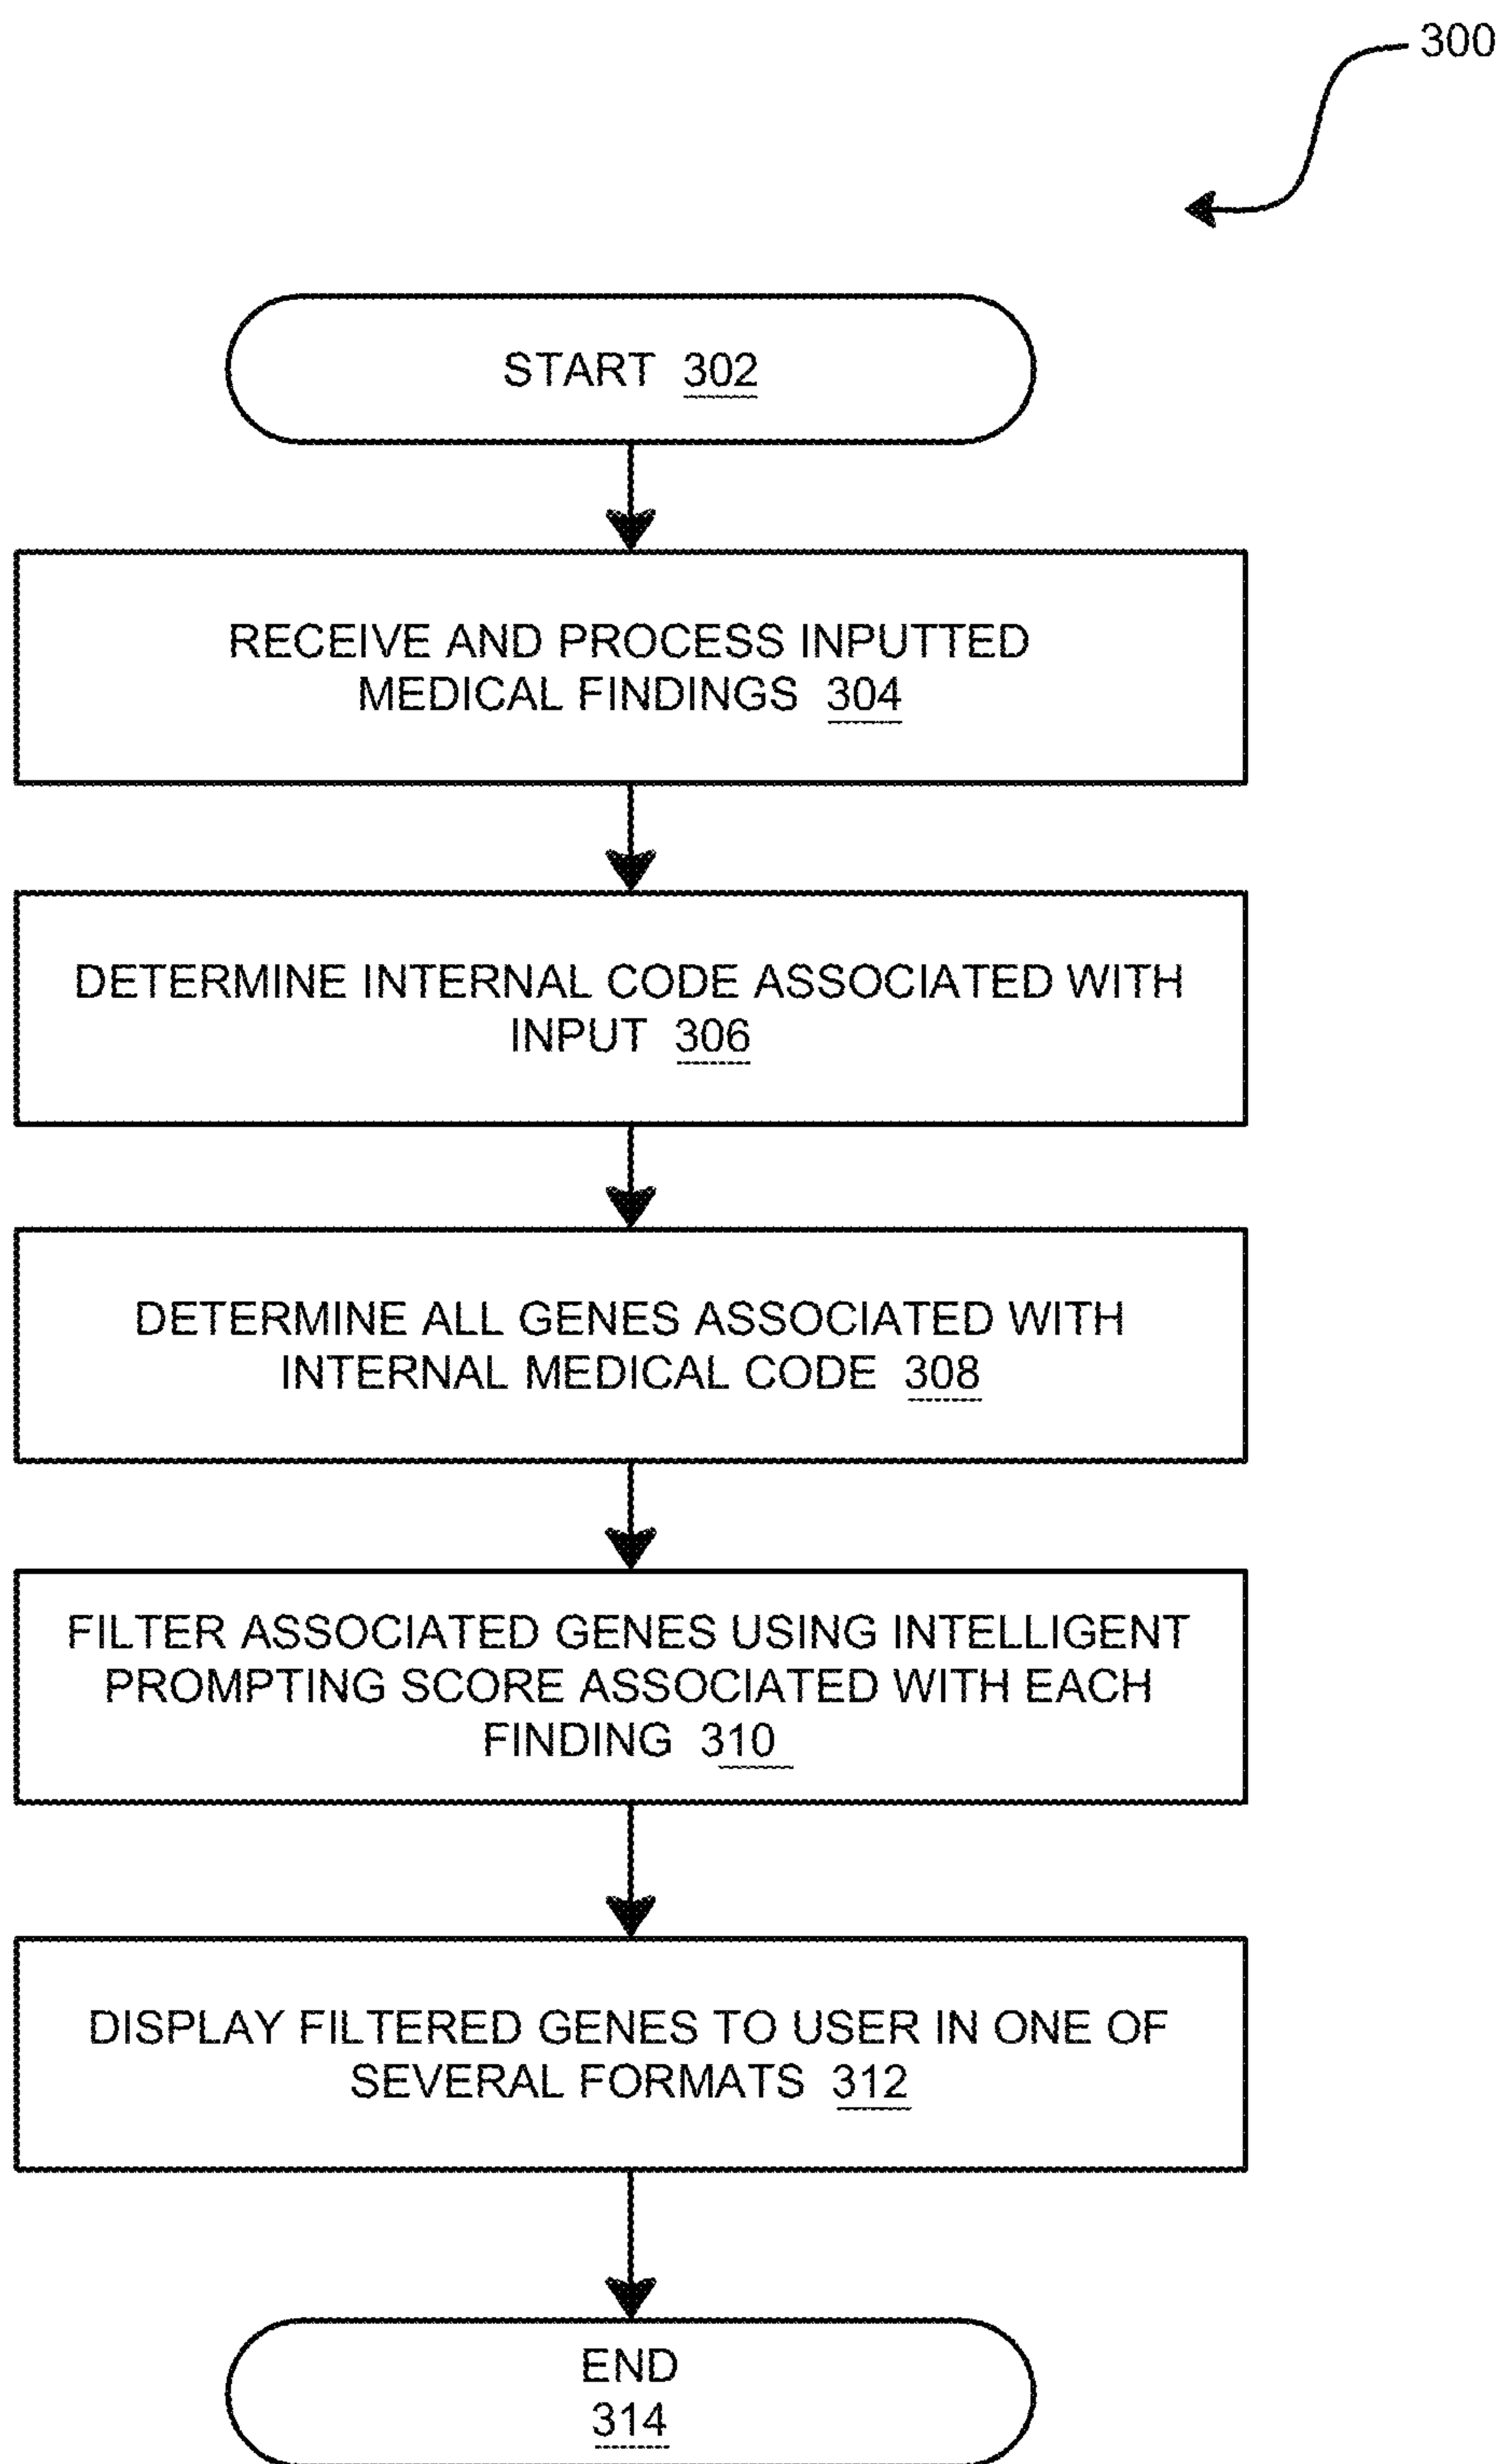 300
START 302
RECEIVE AND PROCESS INPUTTED
MEDICAL FINDINGS 304
DETERMINE INTERNAL CODE ASSOCIATED WITH
INPUT 306
DETERMINE ALL GENES ASSOCIATED WITH
INTERNAL MEDICAL CODE 308
FILTER ASSOCIATED GENES USING INTELLIGENT
PROMPTING SCORE ASSOCIATED WITH EACH
FINDING 310
DISPLAY FILTERED GENES TO USER IN ONE OF
SEVERAL FORMATS 312
END
314